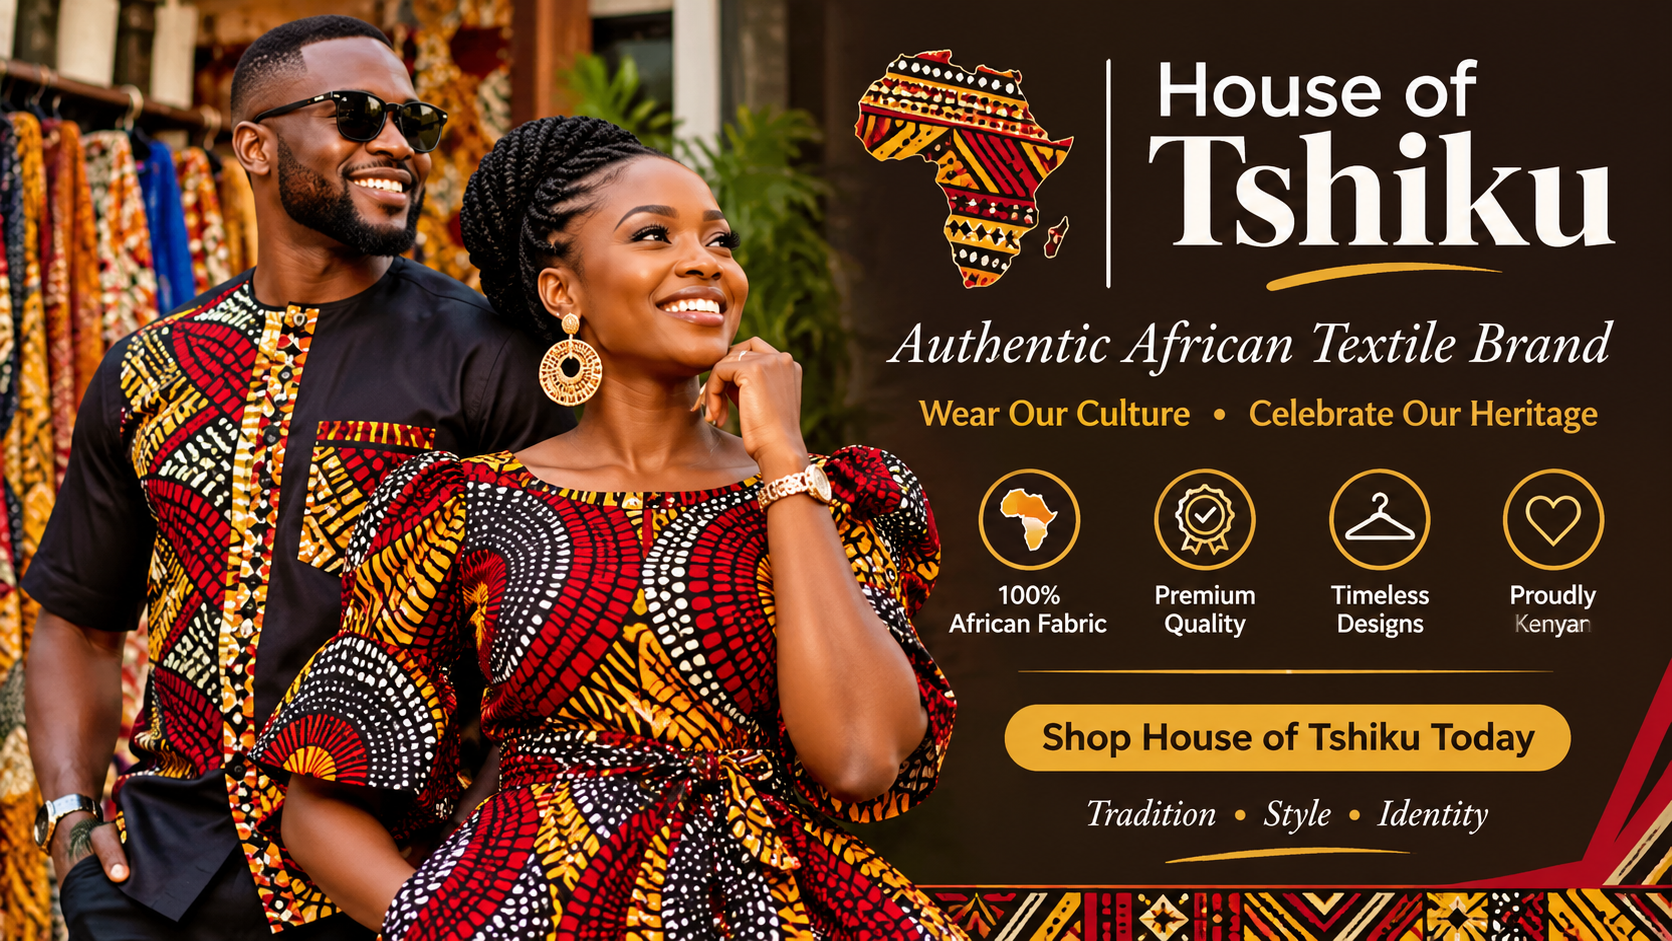 House of
Tshiku
Authentic African Textile Brand
Wear Our Culture • Celebrate Our Heritage
100%
African Fabric
Premium
Quality
Timeless
Designs
Proudly
Kenyan
Shop House of Tshiku Today
Tradition • Style • Identity